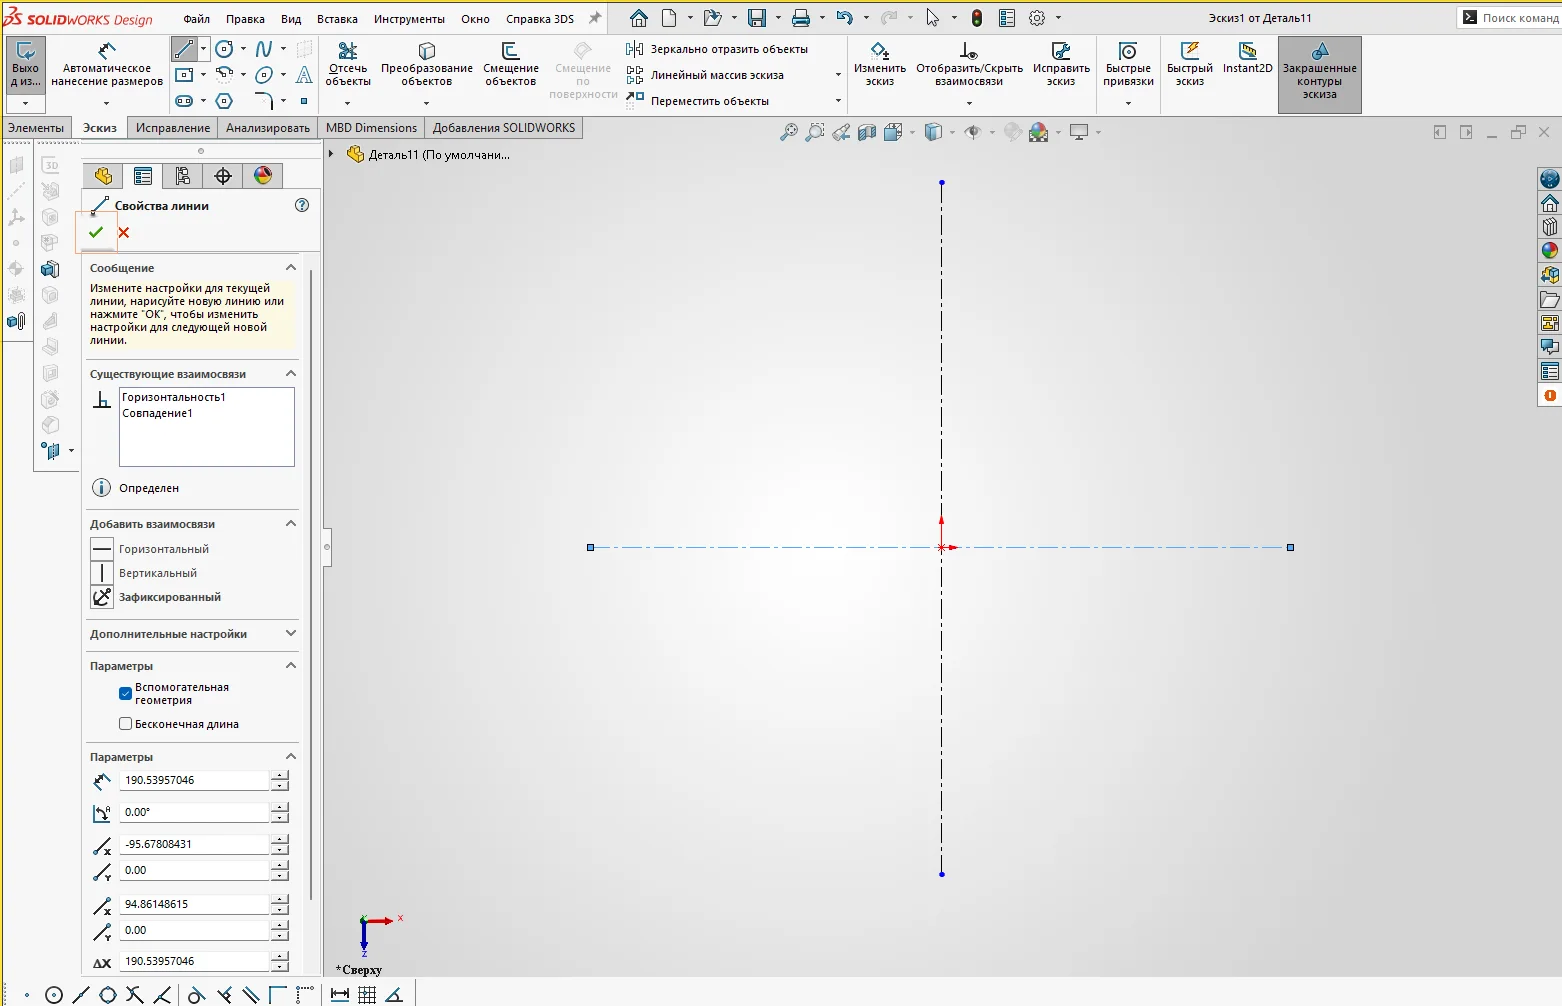 SOLIDWORKS Design
Файл Правка Вид Вставка Инструменты Окно Справка 3DS
Эскиз1 от Деталь11
Поиск команд
Выхо
д из...
Автоматическое
нанесение размеров
Отсечь
объекты
Преобразование
объектов
Смещение
объектов
Смещение
по
поверхности
Зеркально отразить объекты
Линейный массив эскиза
Переместить объекты
Изменить
эскиз
Отобразить/Скрыть
взаимосвязи
Исправить
эскиз
Быстрые
привязки
Быстрый
эскиз
Instant2D
Закрашенные
контуры
эскиза
Элементы Эскиз Исправление Анализировать MBD Dimensions Добавления SOLIDWORKS
Деталь11 (По умолчани...
3D
Свойства линии
Сообщение
Измените настройки для текущей
линии, нарисуйте новую линию или
нажмите "ОК", чтобы изменить
настройки для следующей новой
линии.
Существующие взаимосвязи
Горизонтальность1
Совпадение1
Определен
Добавить взаимосвязи
Горизонтальный
Вертикальный
Зафиксированный
Дополнительные настройки
Параметры
Вспомогательная
геометрия
Бесконечная длина
Параметры
190.53957046
0.00°
-95.67808431
0.00
94.86148615
0.00
ΔX 190.53957046
X
Z
*Сверху